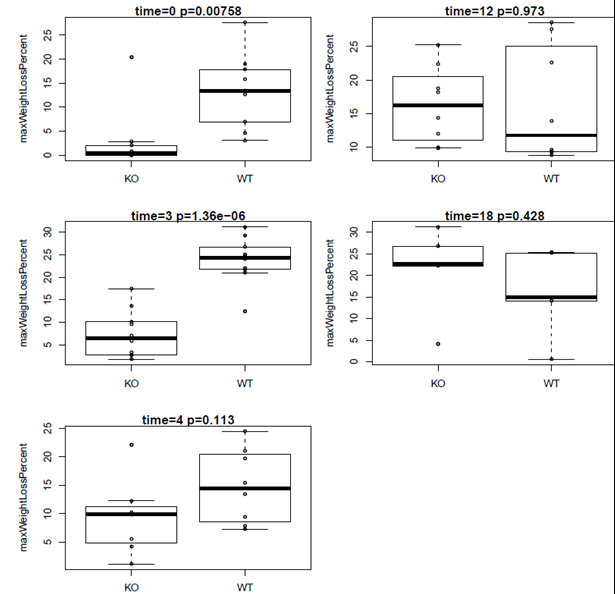 time=0 p=0.00758
maxWeightLossPercent
0 5 10 15 20 25
KO WT
time=12 p=0.973
maxWeightLossPercent
10 15 20 25
KO WT
time=3 p=1.36e−06
maxWeightLossPercent
5 10 15 20 25 30
KO WT
time=18 p=0.428
maxWeightLossPercent
0 5 10 15 20 25 30
KO WT
time=4 p=0.113
maxWeightLossPercent
5 10 15 20 25
KO WT